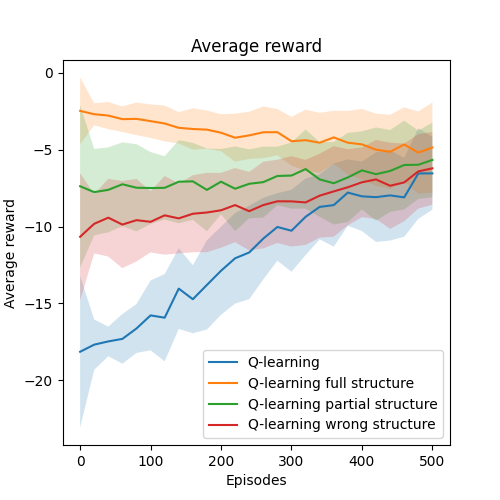 Average reward
0
−5
−10
−15
−20
Average reward
0 100 200 300 400 500
Episodes
Q-learning
Q-learning full structure
Q-learning partial structure
Q-learning wrong structure